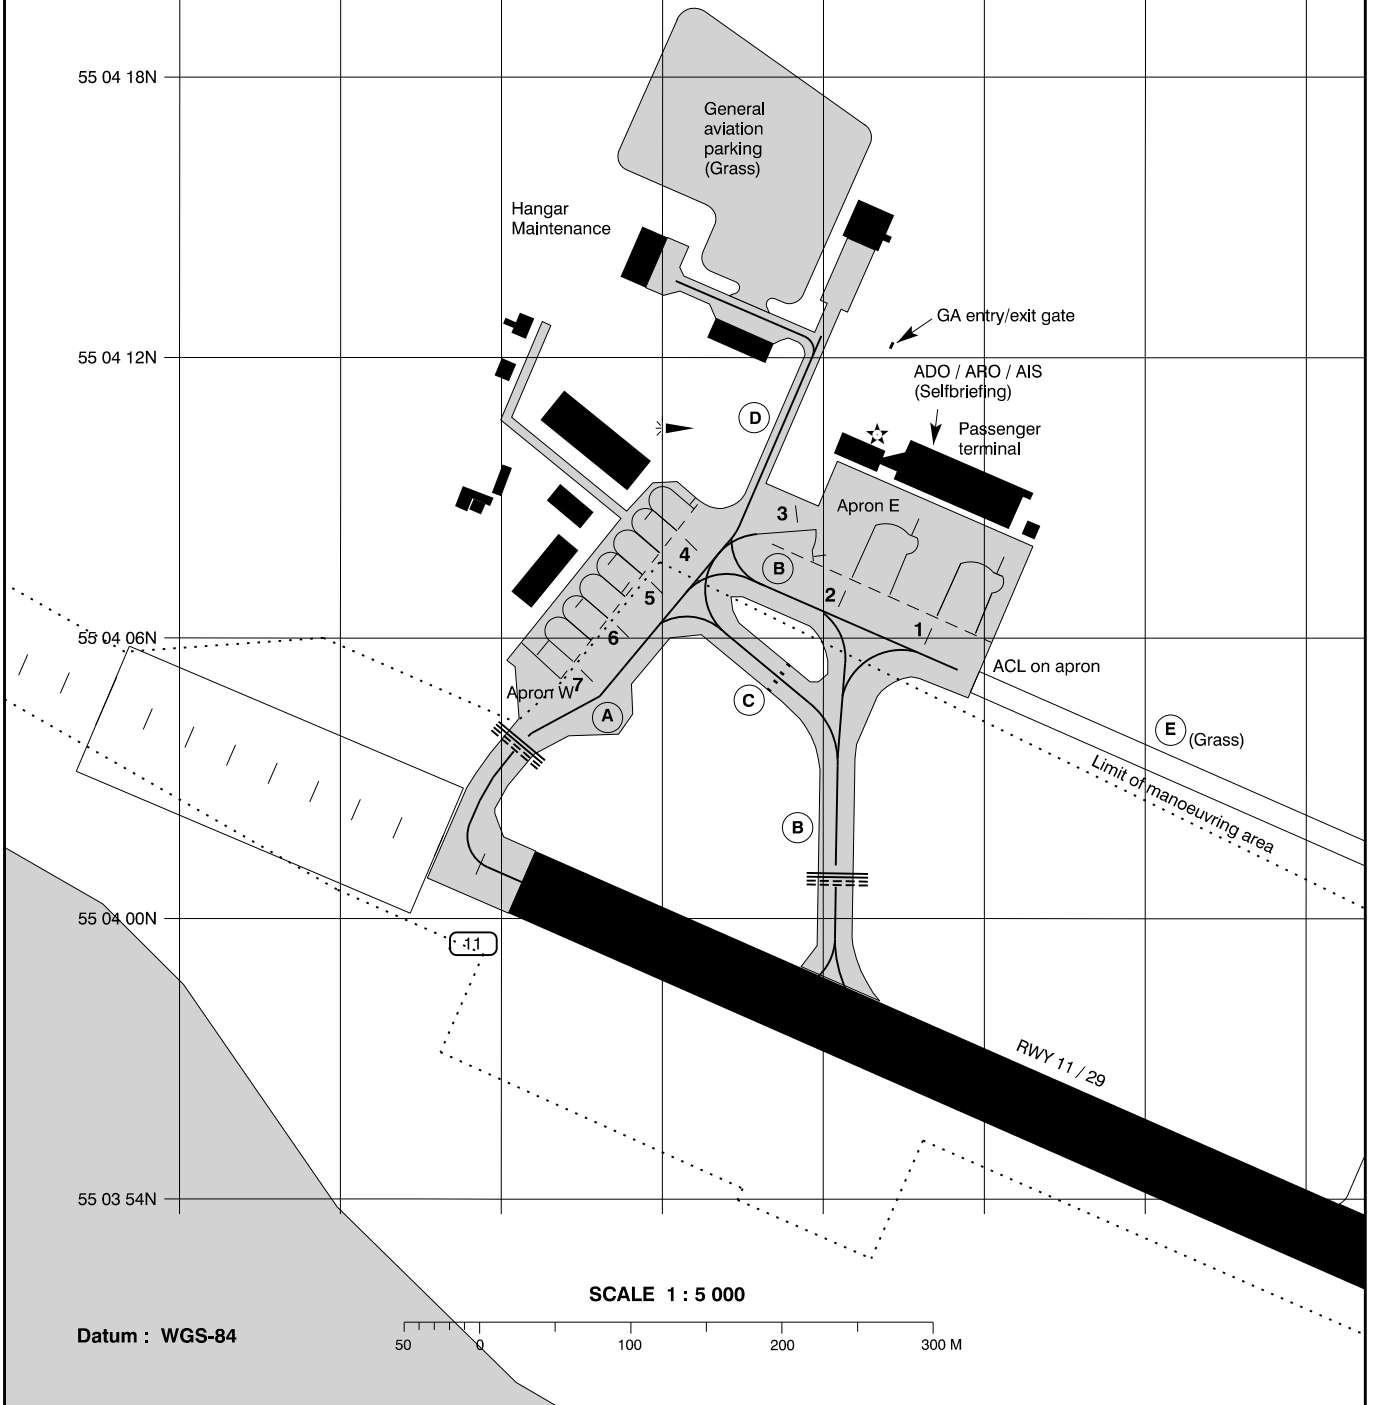 55 04 18N
General
aviation
parking
(Grass)
Hangar
Maintenance
GA entry/exit gate
55 04 12N
ADO / ARO / AIS
(Selfbriefing)
D
Passenger
terminal
3
Apron E
4
B
5
2
6
1
55 04 06N
ACL on apron
7
Apron W
C
A
E
(Grass)
Limit of manoeuvring area
B
55 04 00N
11
RWY 11 / 29
55 03 54N
SCALE 1 : 5 000
Datum : WGS-84
50 0 100 200 300 M